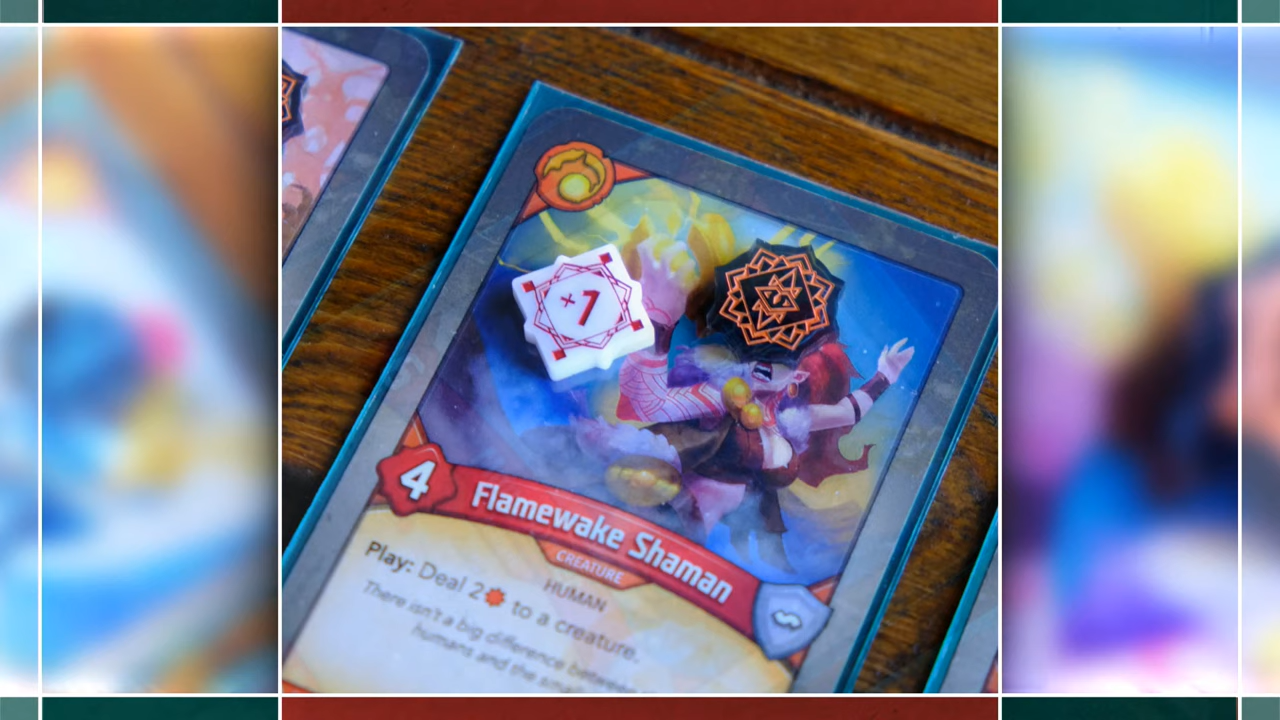 +1
4
Flamewake Shaman
CREATURE
HUMAN
Play: Deal 2 to a creature.
There isn't a big difference between
humans and the small